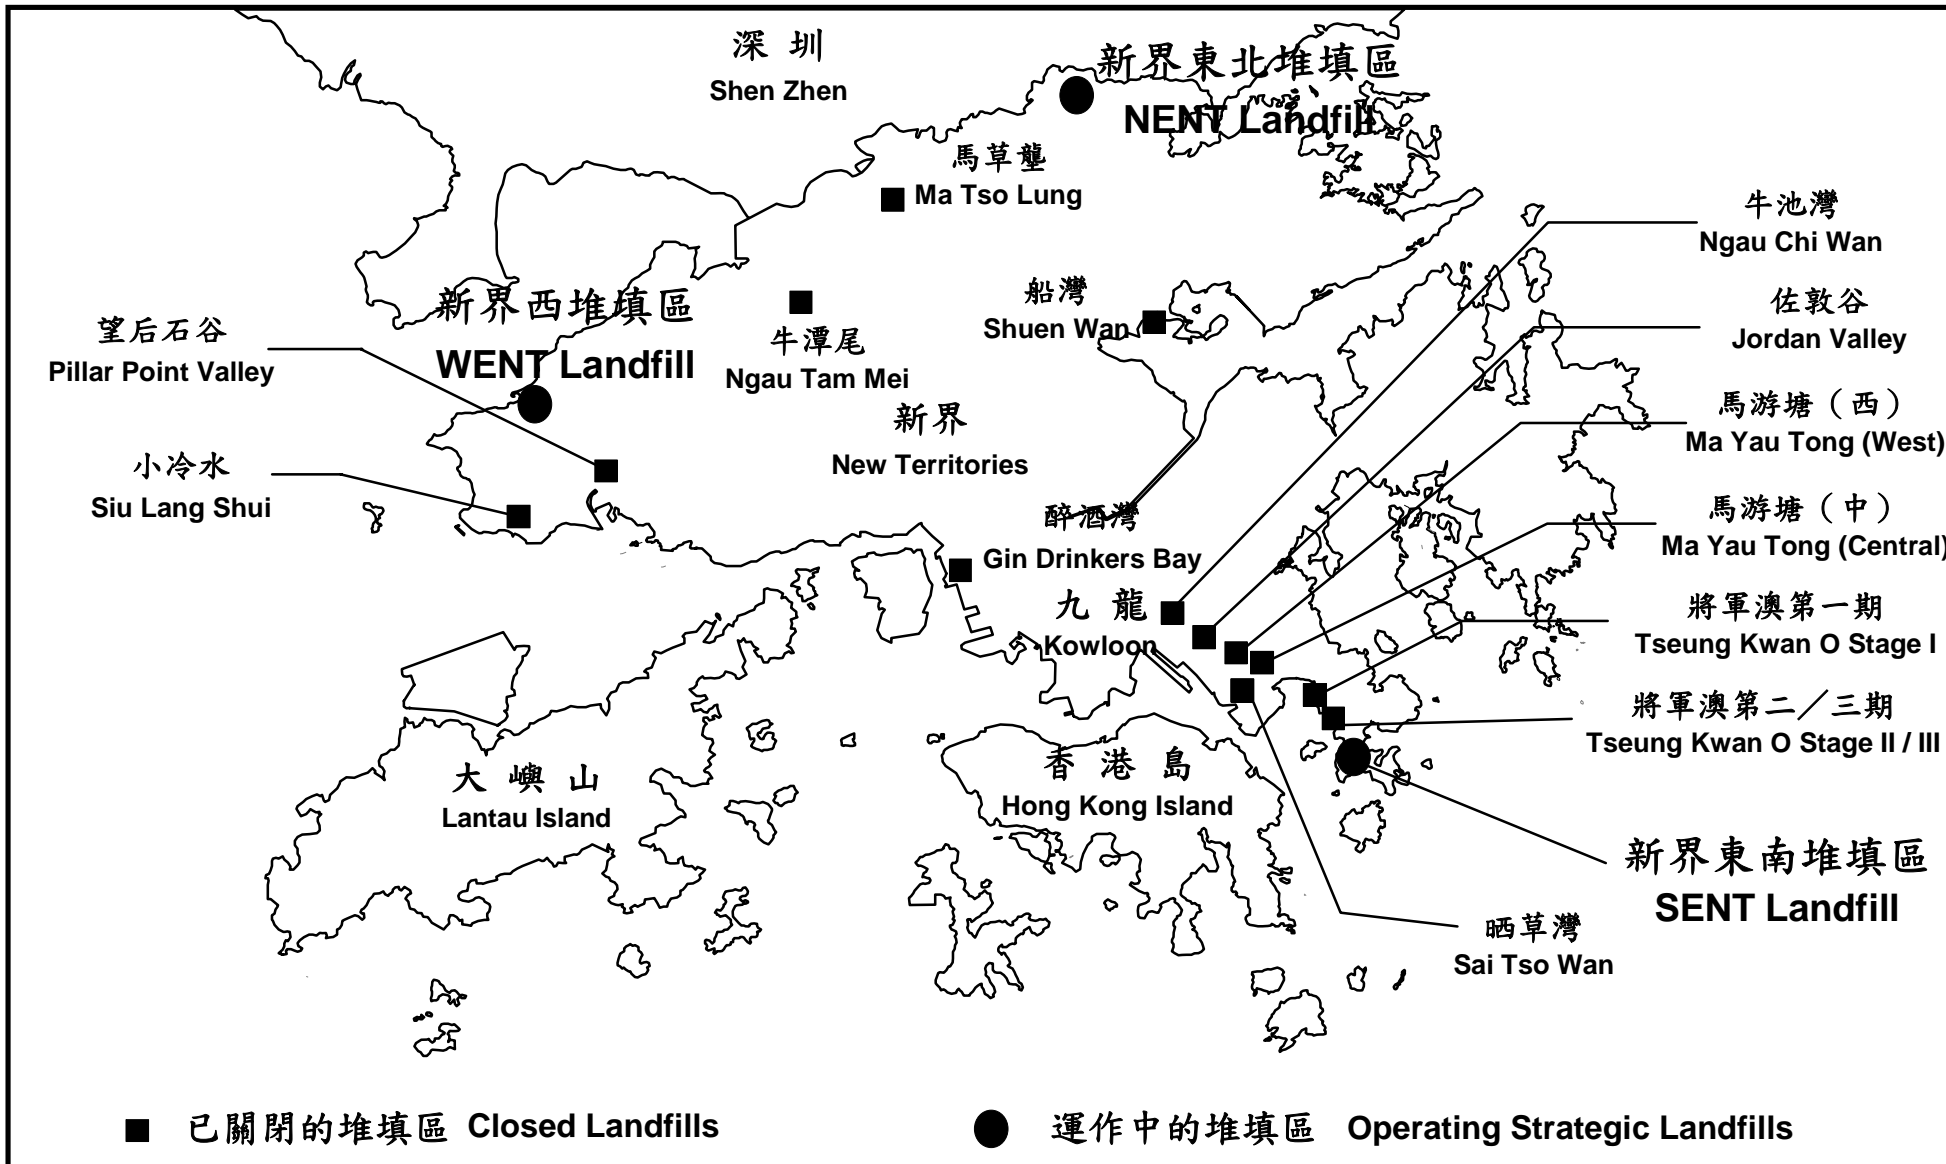 深 圳
Shen Zhen
新界東北堆填區
NENT Landfill
馬草壟
Ma Tso Lung
牛池灣
Ngau Chi Wan
新界西堆填區
WENT Landfill
船灣
Shuen Wan
佐敦谷
Jordan Valley
望后石谷
Pillar Point Valley
牛潭尾
Ngau Tam Mei
馬游塘（西）
Ma Yau Tong (West)
新界
New Territories
小冷水
Siu Lang Shui
醉酒灣
Gin Drinkers Bay
馬游塘（中）
Ma Yau Tong (Central)
九 龍
Kowloon
將軍澳第一期
Tseung Kwan O Stage I
將軍澳第二／三期
Tseung Kwan O Stage II / III
大 嶼 山
Lantau Island
香 港 島
Hong Kong Island
新界東南堆填區
SENT Landfill
晒草灣
Sai Tso Wan
已關閉的堆填區 Closed Landfills
運作中的堆填區 Operating Strategic Landfills